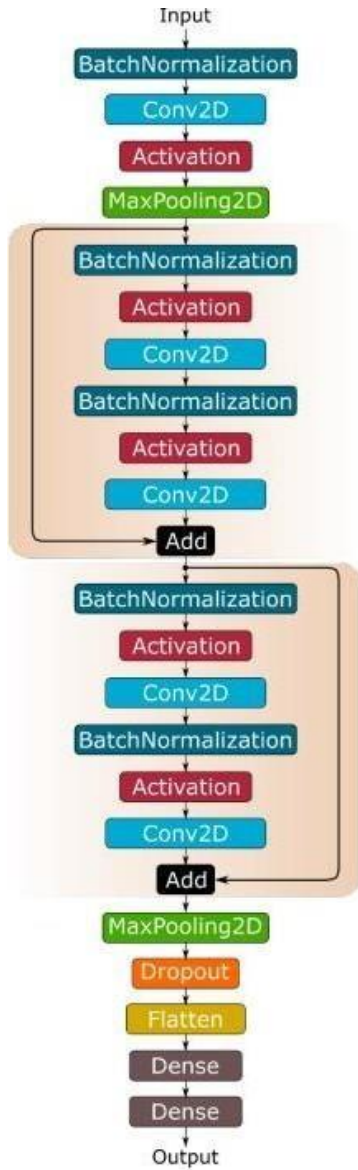 Input
BatchNormalization
Conv2D
Activation
MaxPooling2D
BatchNormalization
Activation
Conv2D
BatchNormalization
Activation
Conv2D
Add
BatchNormalization
Activation
Conv2D
BatchNormalization
Activation
Conv2D
Add
MaxPooling2D
Dropout
Flatten
Dense
Dense
Output